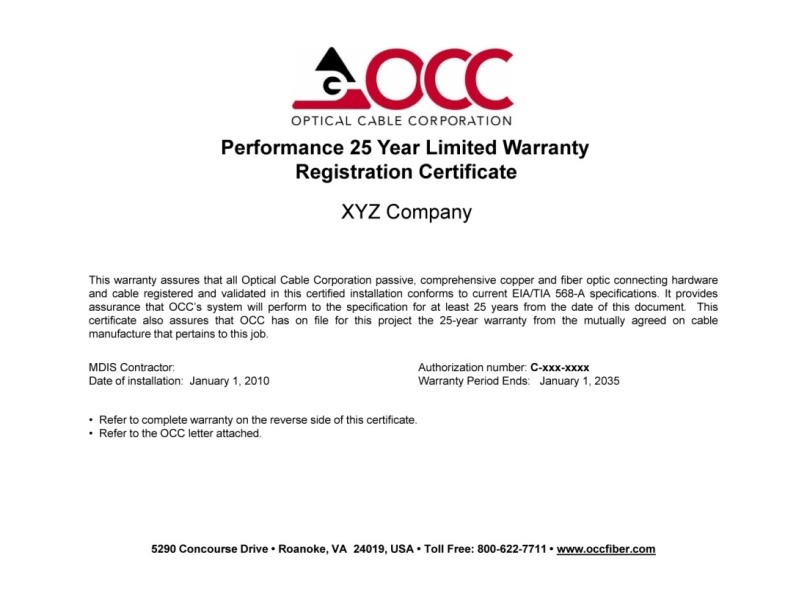 OCC
OPTICAL CABLE CORPORATION
Performance 25 Year Limited Warranty
Registration Certificate
XYZ Company
This warranty assures that all Optical Cable Corporation passive, comprehensive copper and fiber optic connecting hardware
and cable registered and validated in this certified installation conforms to current EIA/TIA 568-A specifications. It provides
assurance that OCC's system will perform to the specification for at least 25 years from the date of this document. This
certificate also assures that OCC has on file for this project the 25-year warranty from the mutually agreed on cable
manufacture that pertains to this job.
MDIS Contractor:
Authorization number: C-xxx-xxxx
Date of installation: January 1, 2010
Warranty Period Ends: January 1, 2035
• Refer to complete warranty on the reverse side of this certificate.
• Refer to the OCC letter attached.
5290 Concourse Drive • Roanoke, VA 24019, USA • Toll Free: 800-622-7711 • www.occfiber.com